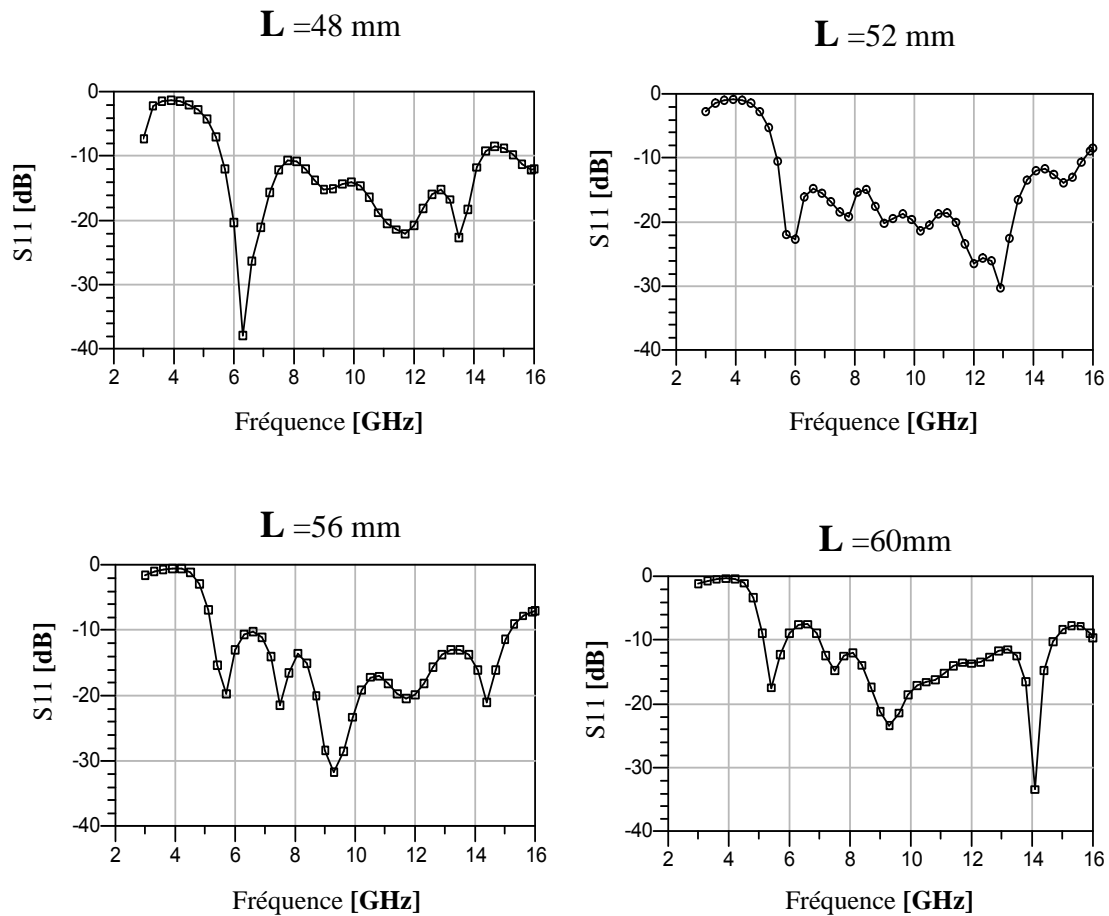 L =48 mm
0
-10
-20
-30
-40
S11 [dB]
2 4 6 8 10 12 14 16
Fréquence [GHz]
L =52 mm
0
-10
-20
-30
-40
S11 [dB]
2 4 6 8 10 12 14 16
Fréquence [GHz]
L =56 mm
0
-10
-20
-30
-40
S11 [dB]
2 4 6 8 10 12 14 16
Fréquence [GHz]
L =60mm
0
-10
-20
-30
-40
S11 [dB]
2 4 6 8 10 12 14 16
Fréquence [GHz]